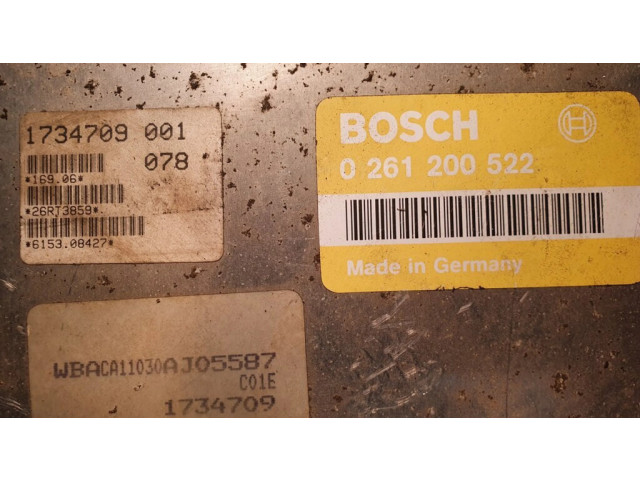 1734709 001
078
*169.06*
*26RT3859*
*6153.08427*
BOSCH
0 261 200 522
Made in Germany
WBACA11030AJ05587
C01E
1734709